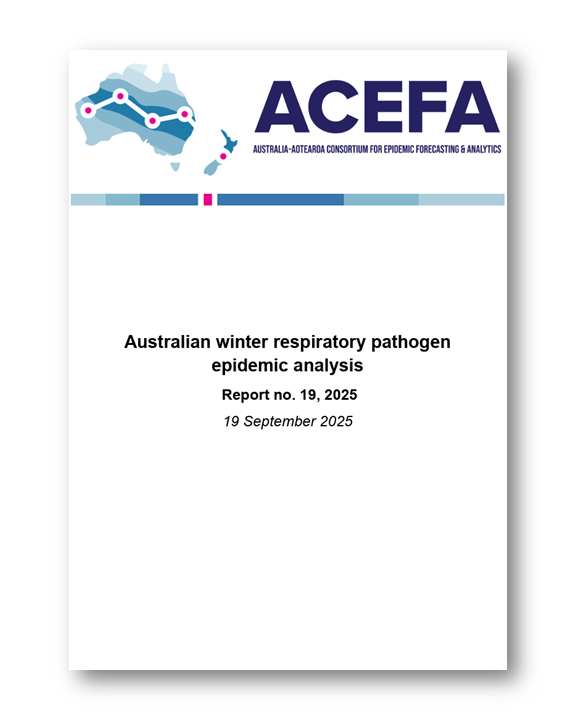 ACEFA
AUSTRALIA-AOTEAROA CONSORTIUM FOR EPIDEMIC FORECASTING & ANALYTICS
Australian winter respiratory pathogen
epidemic analysis
Report no. 19, 2025
19 September 2025